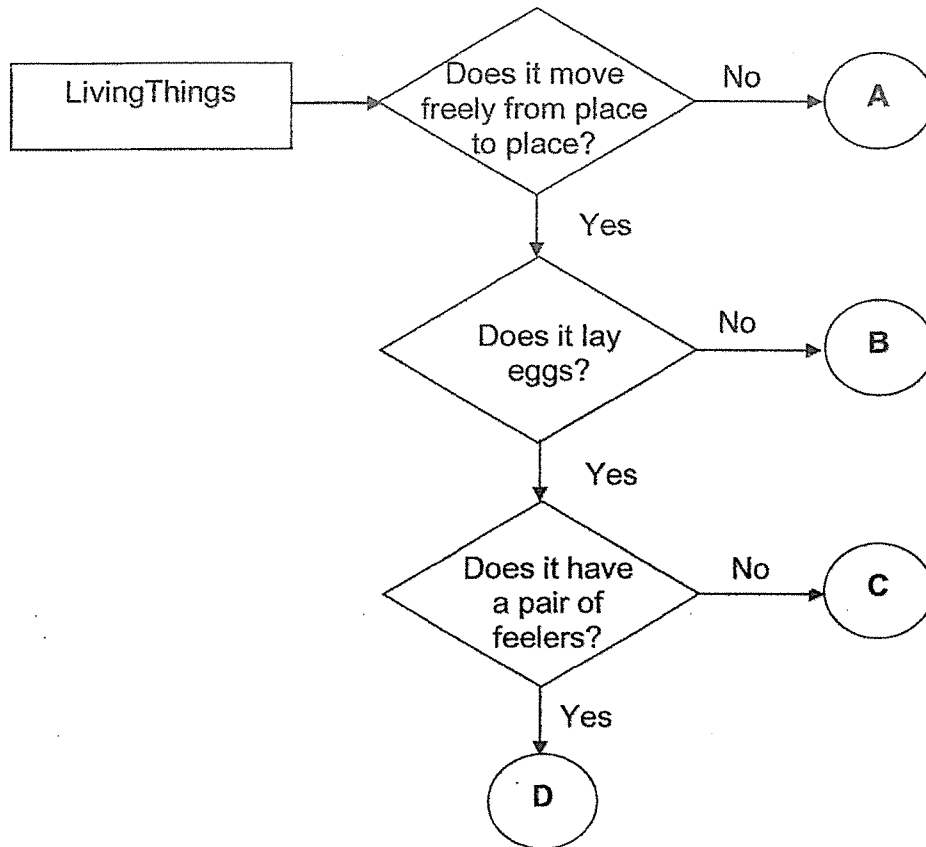 LivingThings
Does it move
freely from place
to place?
No
A
Yes
Does it lay
eggs?
No
B
Yes
Does it have
a pair of
feelers?
No
C
Yes
D